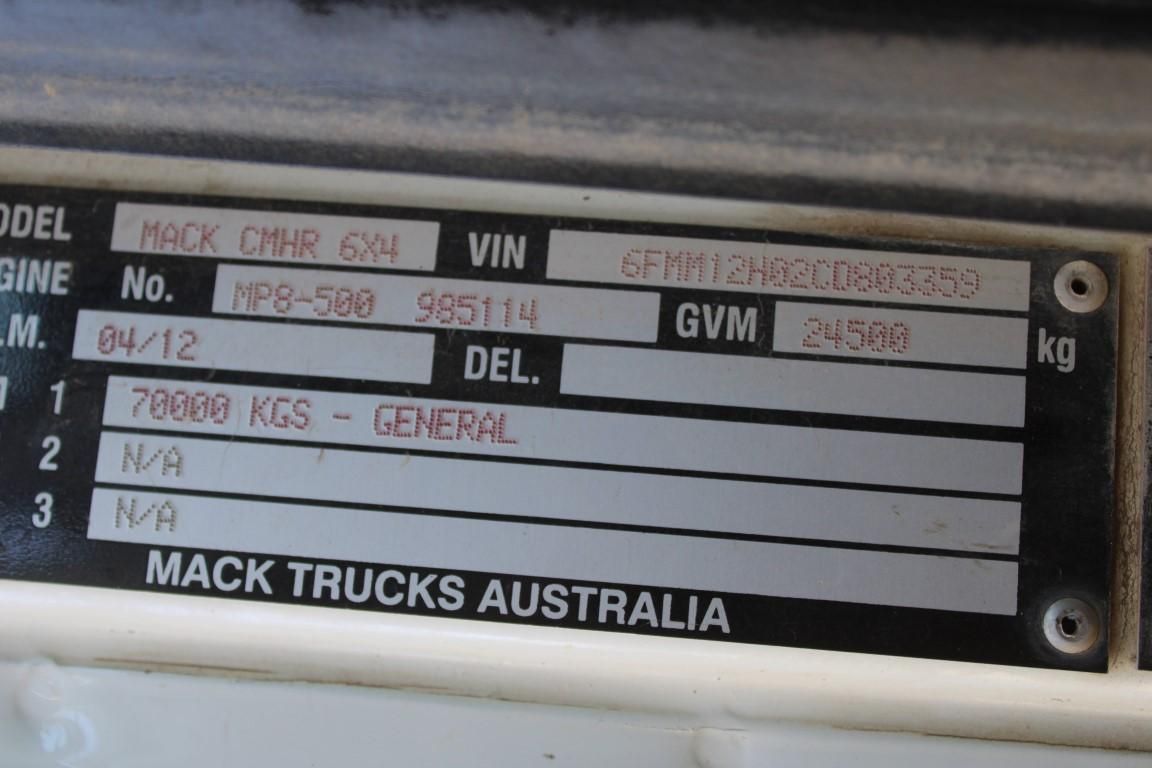 ODEL MACK CMHR 6X4 VIN 6FMM12H02CD803359
GINE No. MP8-500 985114 GVM 24500 kg
.M. 04/12 DEL.
1 70000 KGS - GENERAL
2 N/A
3 N/A
MACK TRUCKS AUSTRALIA